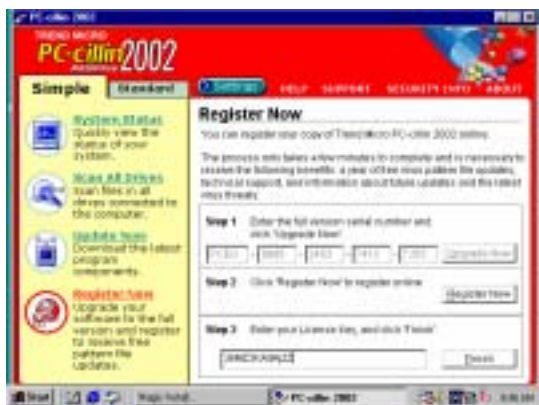 PC-cillin 2002
TREND MICRO
PC-cillin 2002
Simple
Standard
Settings
HELP
SUPPORT
SECURITY INFO
ABOUT
System Status
Quickly view the
status of your
system.
Scan All Drives
Scan files in all
drives connected to
the computer.
Update Now
Download the latest
program
components.
Register Now
Upgrade your
software to the full
version and register
to receive free
pattern file
updates.
Register Now
You can register your copy of Trend Micro PC-cillin 2002 online.
The process only takes a few minutes to complete and is necessary to
receive the following benefits: a year of free virus pattern file updates,
technical support, and information about future updates and the latest
virus threats.
Step 1 Enter the full version serial number and
click 'Upgrade Now'
Upgrade Now
Step 2 Click 'Register Now' to register online
Register Now
Step 3 Enter your License Key, and click 'Finish'
Finish
Start
PC-cillin 2002